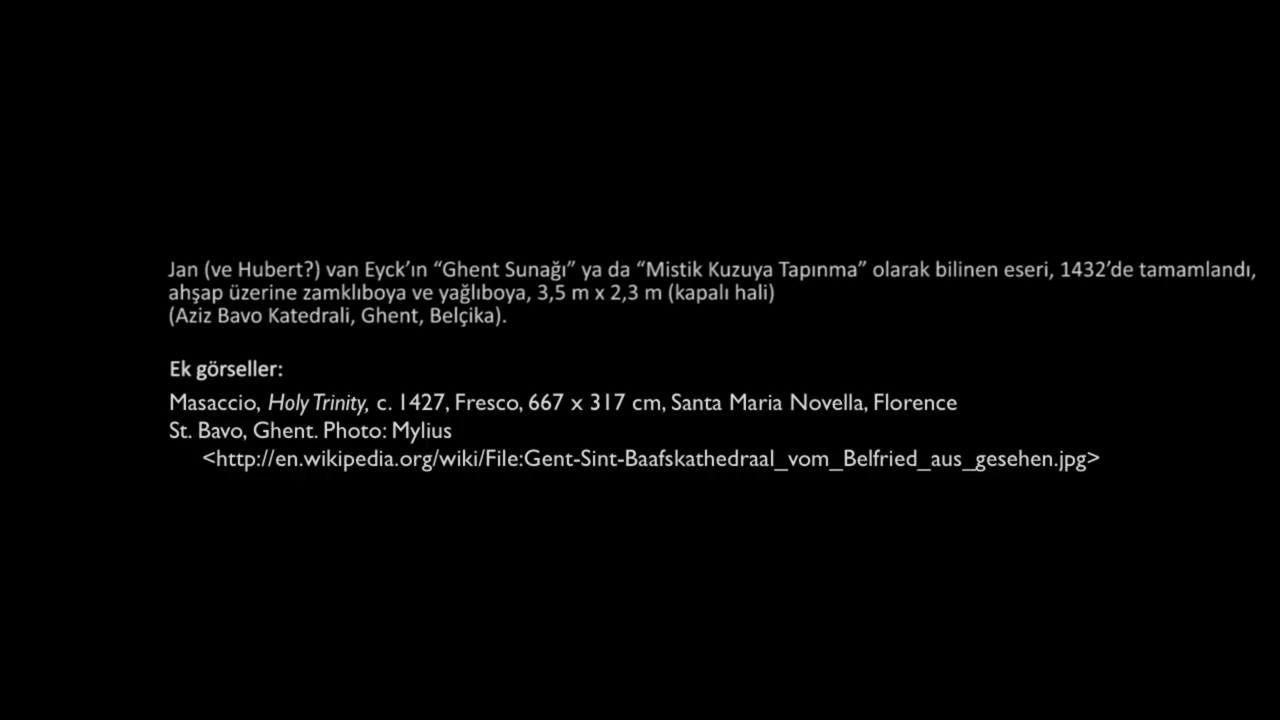 Jan (ve Hubert?) van Eyck’ın “Ghent Sunağı” ya da “Mistik Kuzuya Tapınma” olarak bilinen eseri, 1432’de tamamlandı,
ahşap üzerine zamklıboya ve yağlıboya, 3,5 m x 2,3 m (kapalı hali)
(Aziz Bavo Katedrali, Ghent, Belçika).
Ek görseller:
Masaccio, Holy Trinity, c. 1427, Fresco, 667 x 317 cm, Santa Maria Novella, Florence
St. Bavo, Ghent. Photo: Mylius
<http://en.wikipedia.org/wiki/File:Gent-Sint-Baafskathedraal_vom_Belfried_aus_gesehen.jpg>